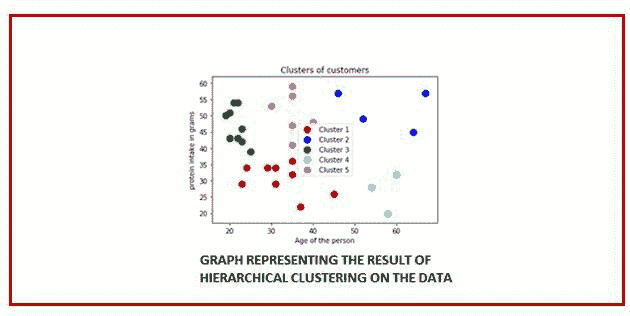 Clusters of customers
protein intake in grams
60
55
50
45
40
35
30
25
20
Cluster 1
Cluster 2
Cluster 3
Cluster 4
Cluster 5
20 30 40 50 60
Age of the person
GRAPH REPRESENTING THE RESULT OF
HIERARCHICAL CLUSTERING ON THE DATA